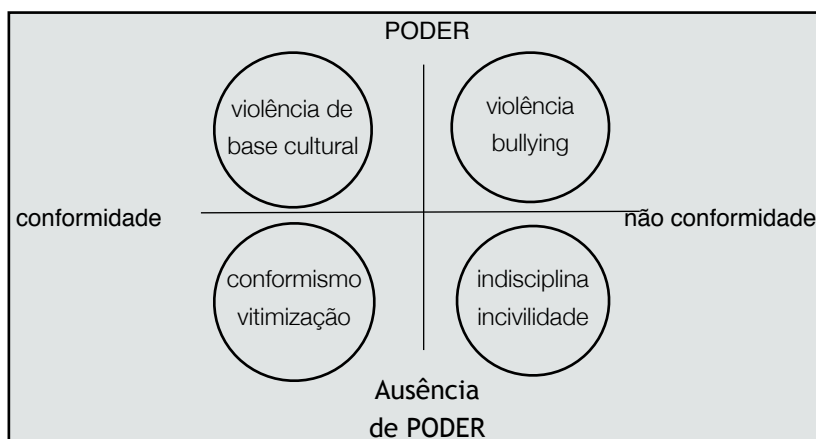 PODER
violência de
base cultural
violência
bullying
conformidade
não conformidade
conformismo
vitimização
indisciplina
incivilidade
Ausência
de PODER